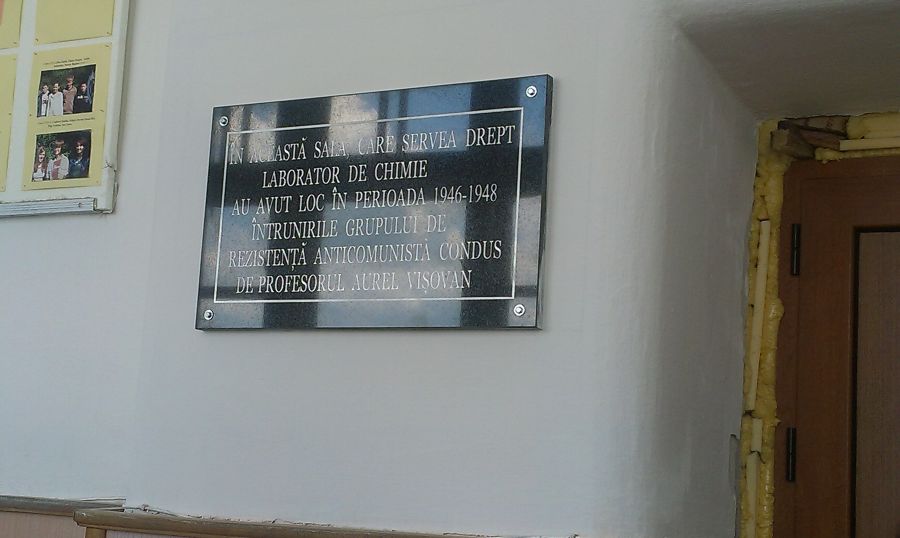 ÎN ACEASTĂ SALĂ, CARE SERVEA DREPT
LABORATOR DE CHIMIE
AU AVUT LOC ÎN PERIOADA 1946-1948
ÎNTRUNIRILE GRUPULUI DE
REZISTENȚĂ ANTICOMUNISTĂ CONDUS
DE PROFESORUL AUREL VIȘOVAN